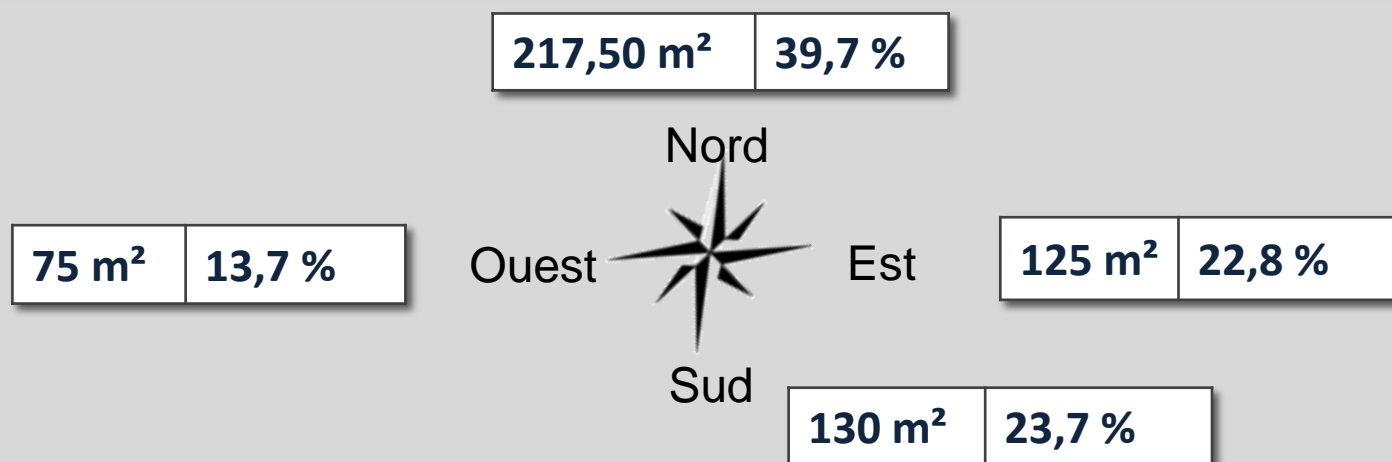 217,50 m² 39,7 %
Nord
75 m² 13,7 %
Ouest
Est
125 m² 22,8 %
Sud
130 m² 23,7 %